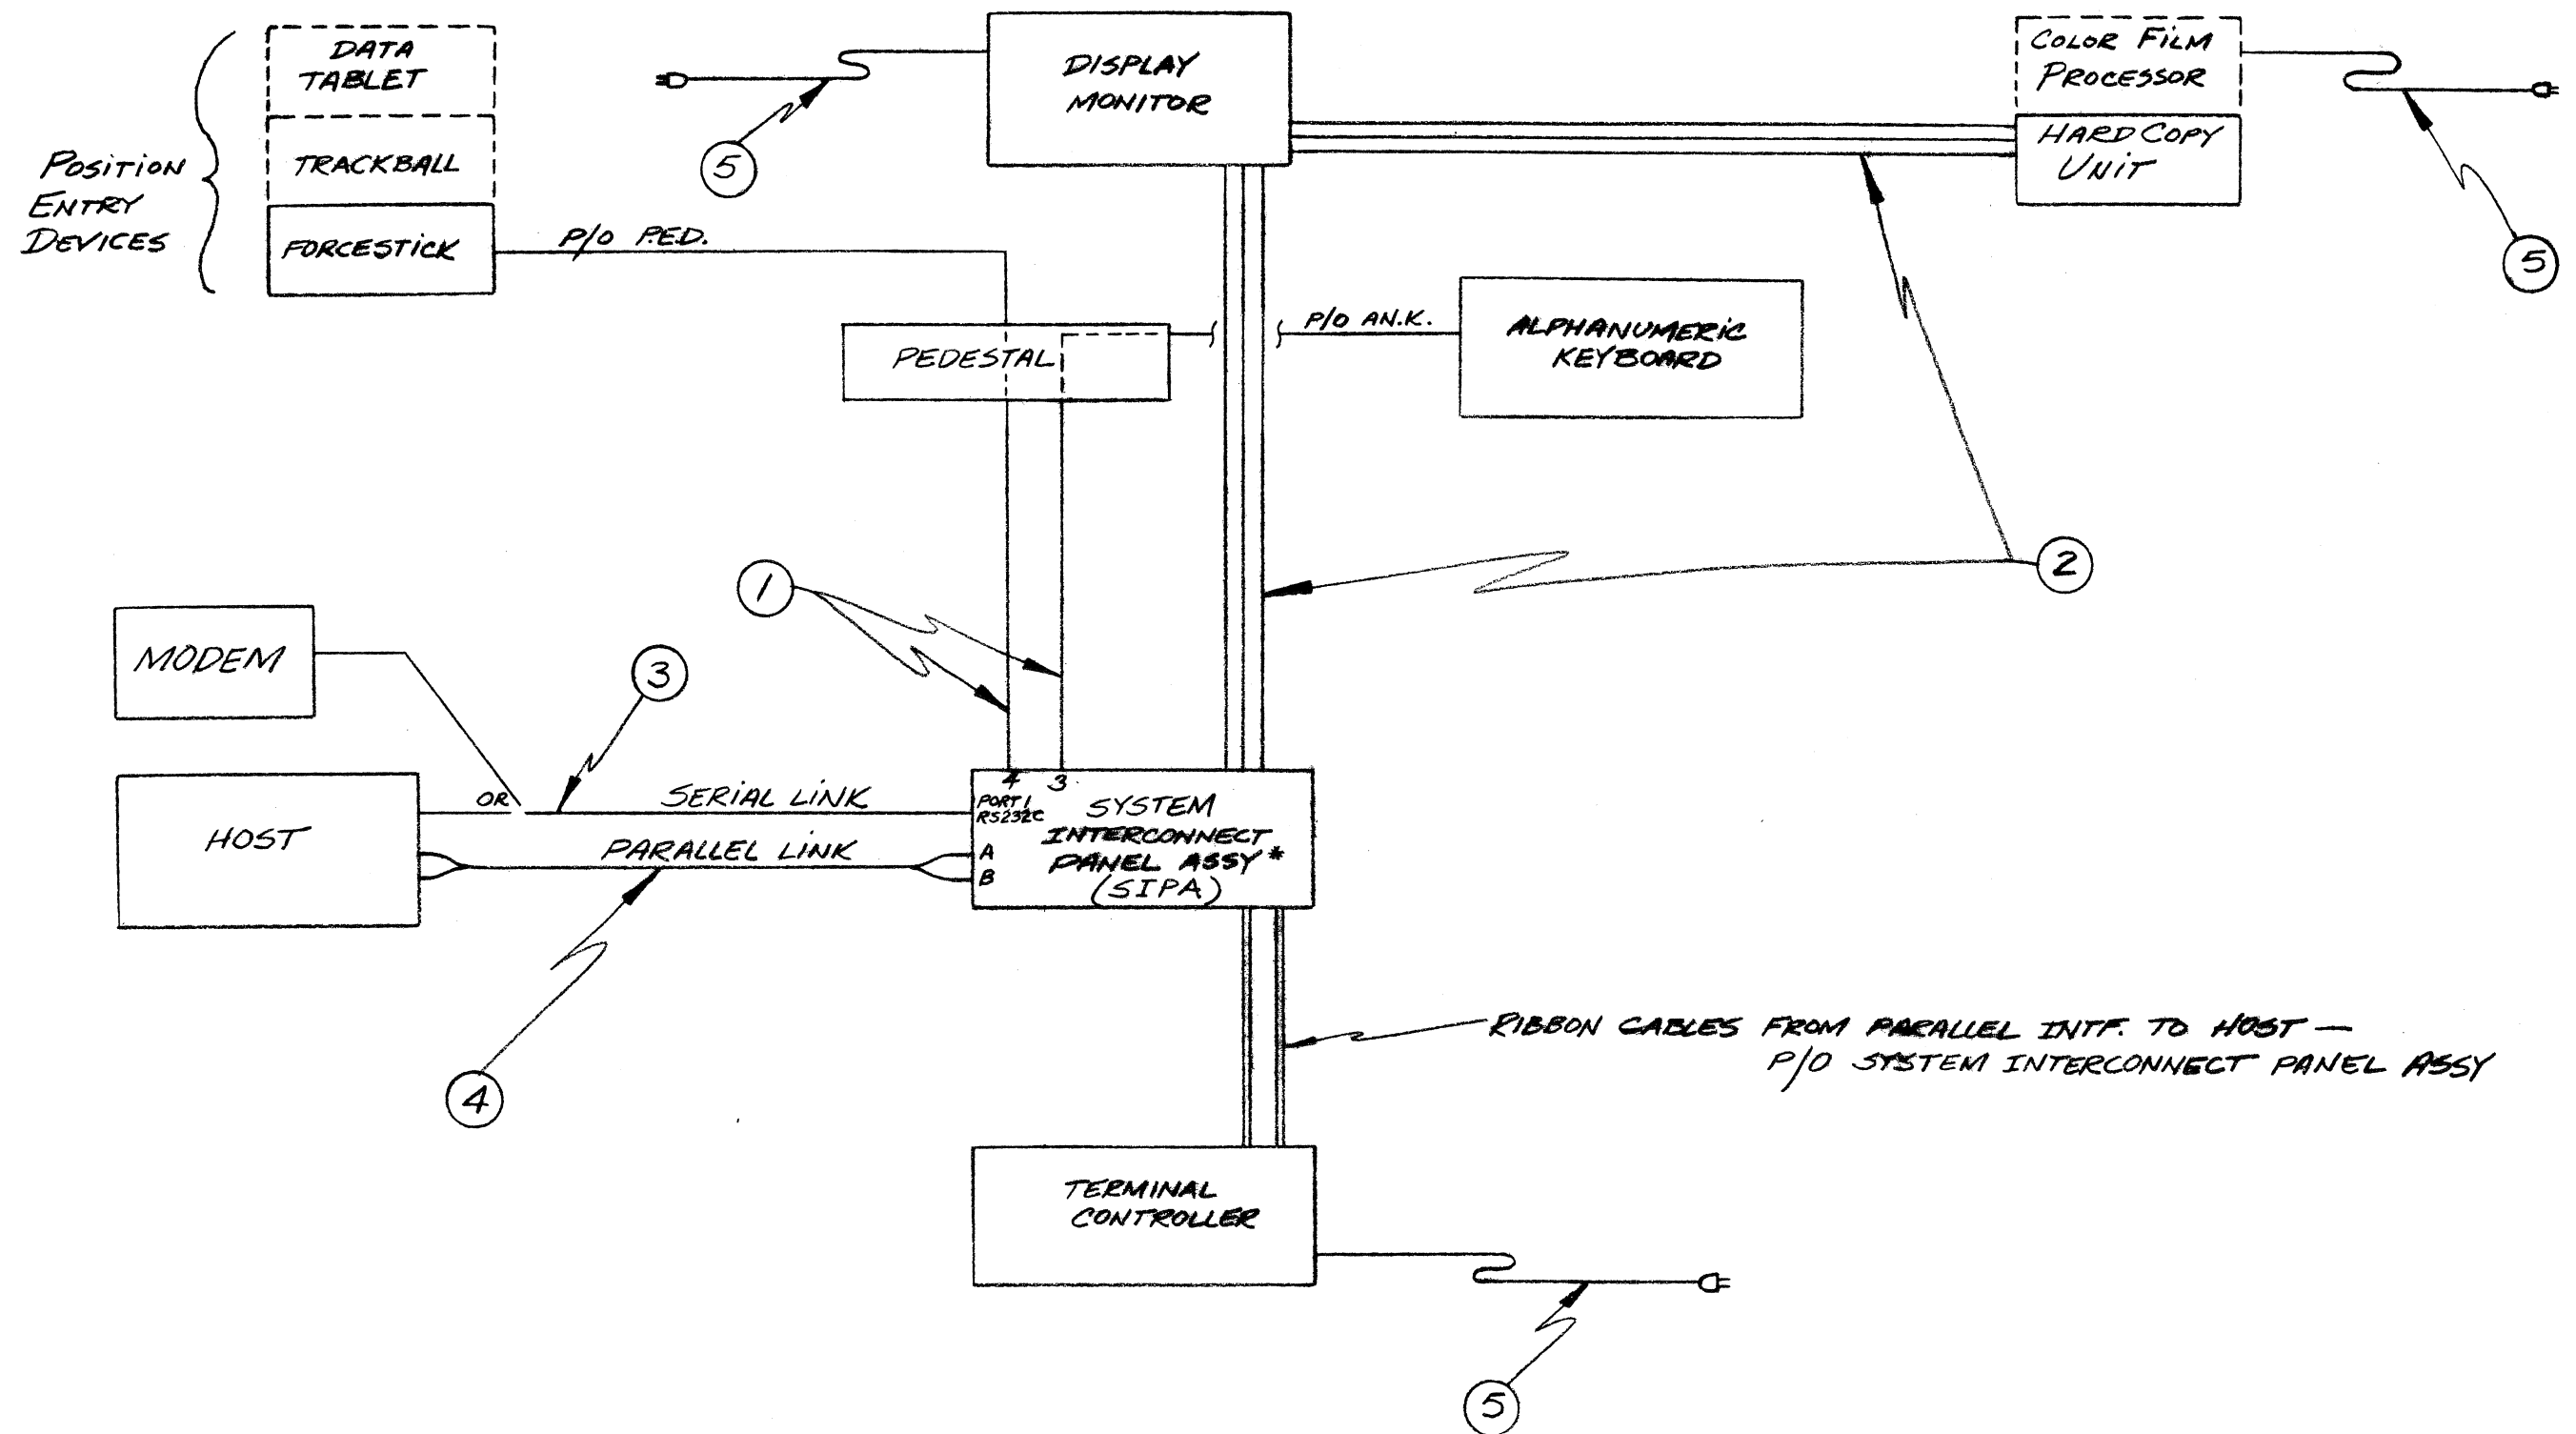 DATA
TABLET
TRACKBALL
FORCESTICK
POSITION
ENTRY
DEVICES
P/O P.E.D.
5
DISPLAY
MONITOR
COLOR FILM
PROCESSOR
HARD COPY
UNIT
5
PEDESTAL
P/O AN.K.
ALPHANUMERIC
KEYBOARD
1
2
MODEM
3
HOST
OR
SERIAL LINK
PARALLEL LINK
4 3
PORT 1
RS232C
A
B
SYSTEM
INTERCONNECT
PANEL ASSY*
(SIPA)
4
RIBBON CABLES FROM PARALLEL INTF. TO HOST —
P/O SYSTEM INTERCONNECT PANEL ASSY
TERMINAL
CONTROLLER
5